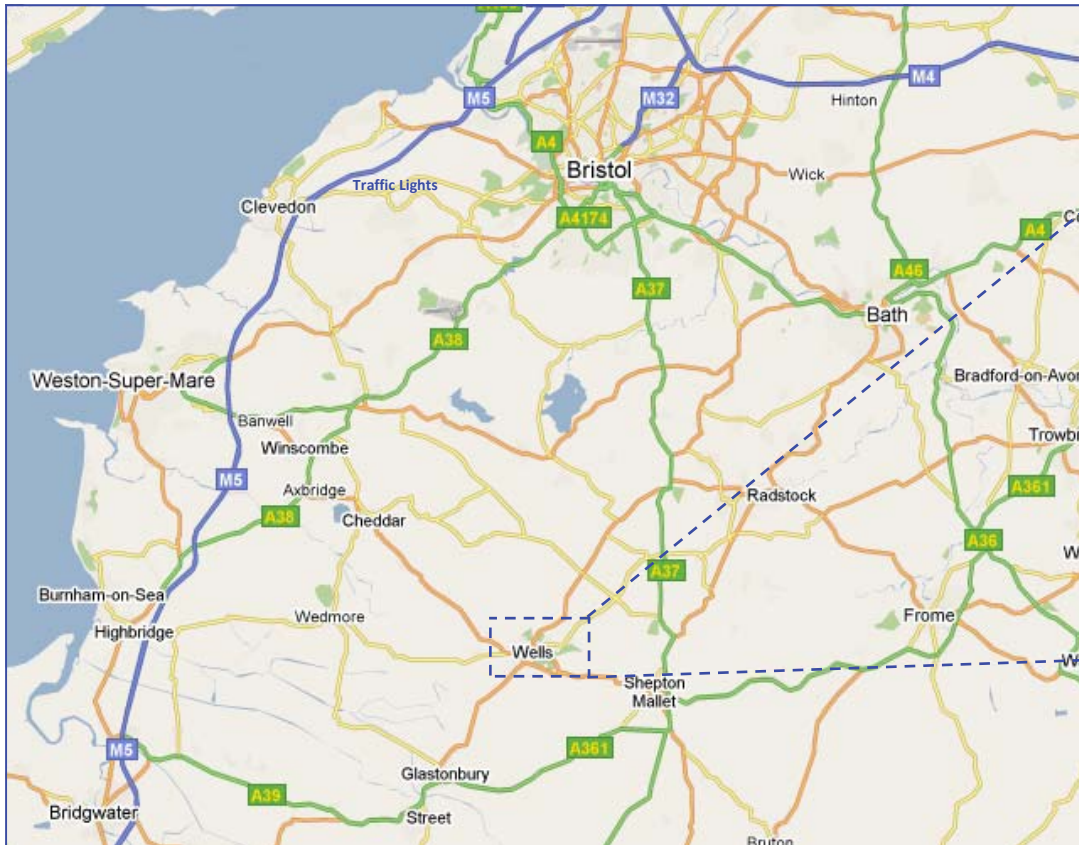 M5
M32
M4
Hinton
A4
Bristol
Wick
Traffic Lights
Clevedon
A4174
A4
A46
A37
Bath
A38
Weston-Super-Mare
Bradford-on-Avon
Banwell
Winscombe
M5
Axbridge
Radstock
A361
A38
Cheddar
A36
A37
Burnham-on-Sea
Wedmore
Frome
Highbridge
Wells
Shepton
Mallet
M5
A361
Glastonbury
A39
Bridgwater
Street
Bruton